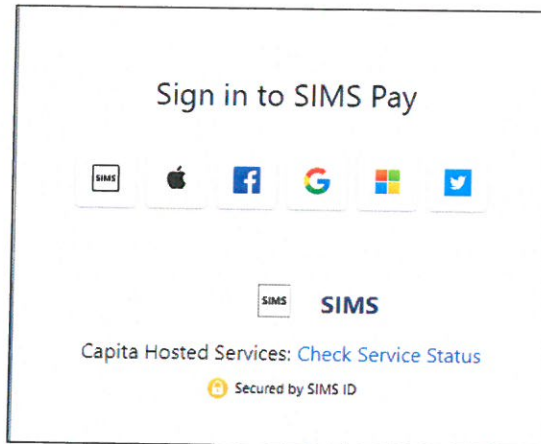 Sign in to SIMS Pay
SIMS
SIMS SIMS
Capita Hosted Services: Check Service Status
Secured by SIMS ID